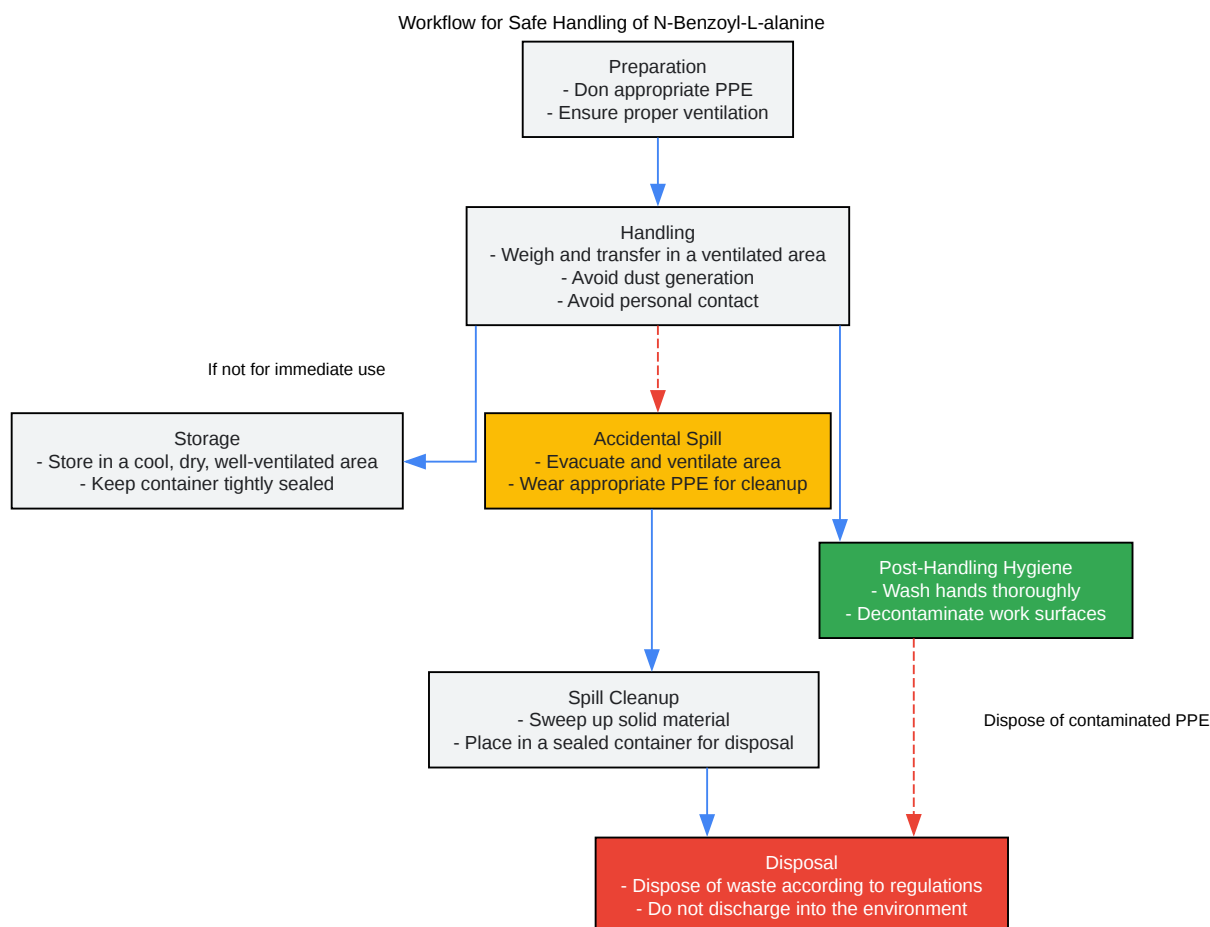 Workflow for Safe Handling of N-Benzoyl-L-alanine
Preparation
- Don appropriate PPE
- Ensure proper ventilation
Handling
- Weigh and transfer in a ventilated area
- Avoid dust generation
- Avoid personal contact
If not for immediate use
Storage
- Store in a cool, dry, well-ventilated area
- Keep container tightly sealed
Accidental Spill
- Evacuate and ventilate area
- Wear appropriate PPE for cleanup
Post-Handling Hygiene
- Wash hands thoroughly
- Decontaminate work surfaces
Spill Cleanup
- Sweep up solid material
- Place in a sealed container for disposal
Dispose of contaminated PPE
Disposal
- Dispose of waste according to regulations
- Do not discharge into the environment